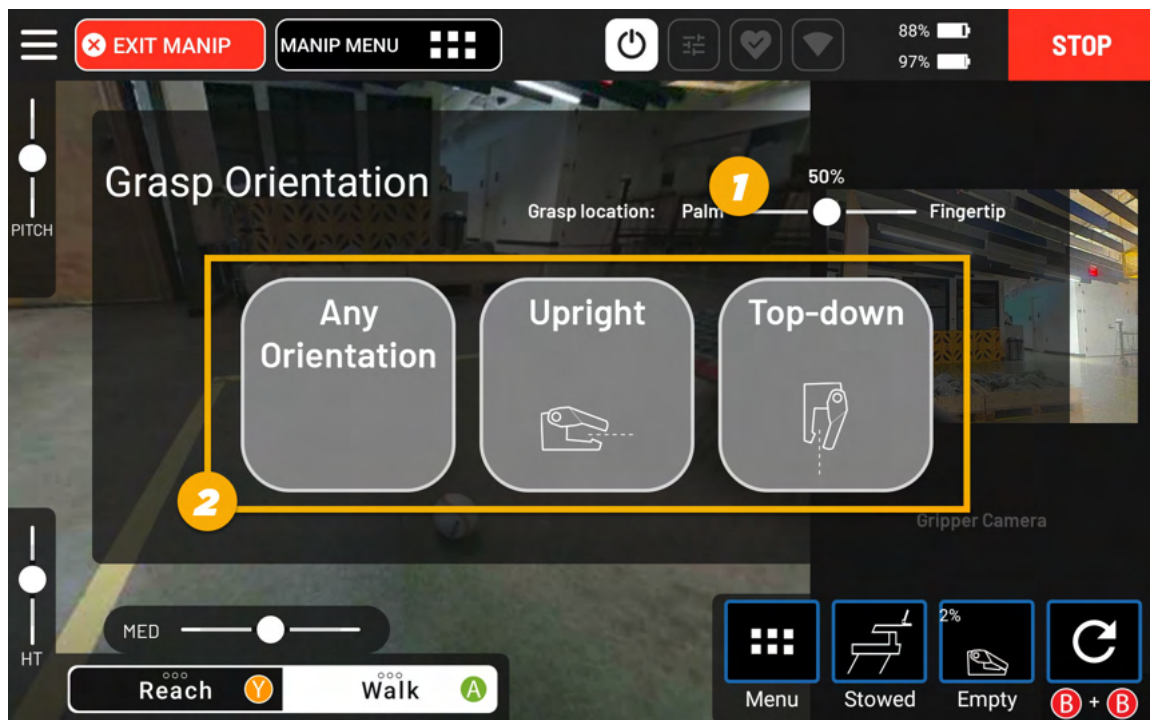 EXIT MANIP
MANIP MENU
88%
97%
STOP
PITCH
Grasp Orientation
1
50%
Grasp location: Palm
Fingertip
Any
Orientation
Upright
Top-down
2
Gripper Camera
MED
HT
Reach Y
Walk A
2%
Menu
Stowed
Empty
B + B